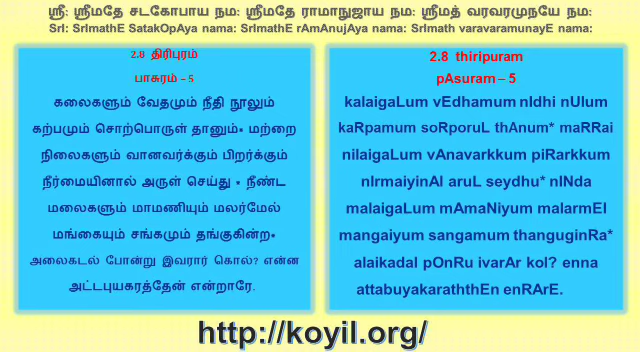 ஸ்ரீ: ஸ்ரீமதே சடகோபாய நம: ஸ்ரீமதே ராமாநுஜாய நம: ஸ்ரீமத் வரவரமுநயே நம:
SrI: SrImathE SatakOpAya nama: SrImathE rAmAnujAya nama: SrImath varavaramunayE nama:
2.8 திரிபுரம்
பாசுரம் – 5
கலைகளும் வேதமும் நீதி நூலும்
கற்பமும் சொற்பொருள் தானும்* மற்றை
நிலைகளும் வானவர்க்கும் பிறர்க்கும்
நீர்மையினால் அருள் செய்து * நீண்ட
மலைகளும் மாமணியும் மலர்மேல்
மங்கையும் சங்கமும் தங்குகின்ற*
அலைகடல் போன்று இவரார் கொல்? என்ன
அட்டபுயகரத்தேன் என்றாரே.
2.8 thiripuram
pAsuram – 5
kalaigaLum vEdhamum nIdhi nUlum
kaRpamum soRporuL thAnum* maRRai
nilaigaLum vAnavarkkum piRarkkum
nIrmaiyinAl aruL seydhu* nINda
malaigaLum mAmaNiyum malarmEl
mangaiyum sangamum thanguginRa*
alaikadal pOnRu ivarAr kol? enna
attabuyakaraththEn enRArE.
http://koyil.org/